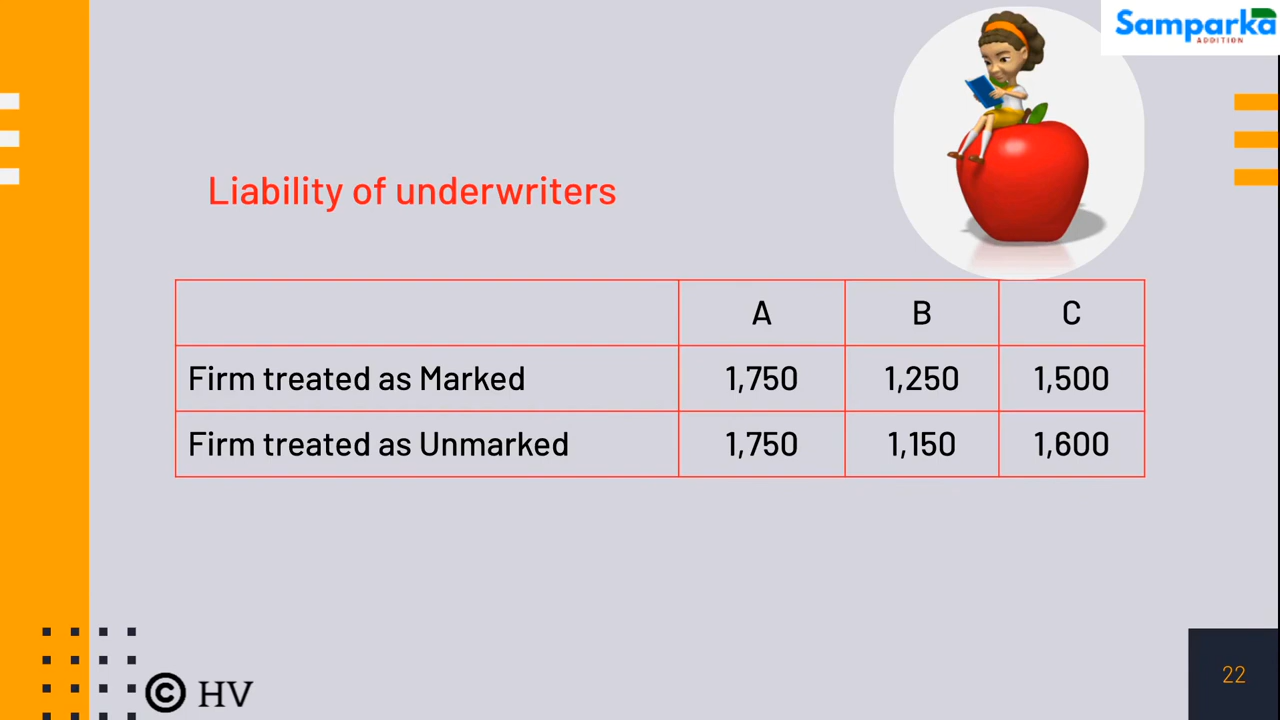 Samparka
ADDITION
Liability of underwriters
A B C
Firm treated as Marked 1,750 1,250 1,500
Firm treated as Unmarked 1,750 1,150 1,600
© HV
22